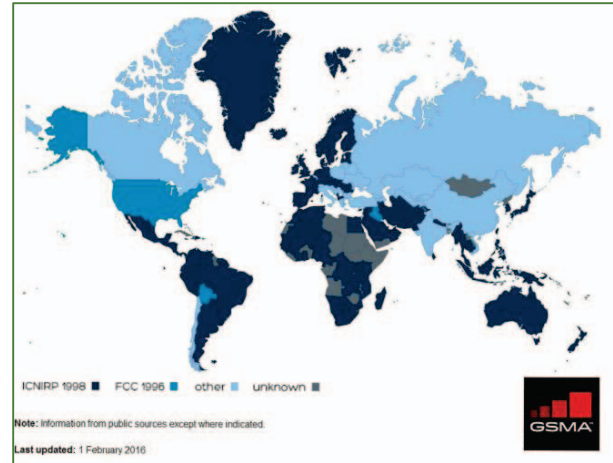 ICNIRP 1998 FCC 1996 other unknown
Note: Information from public sources except where indicated.
Last updated: 1 February 2016
GSMA